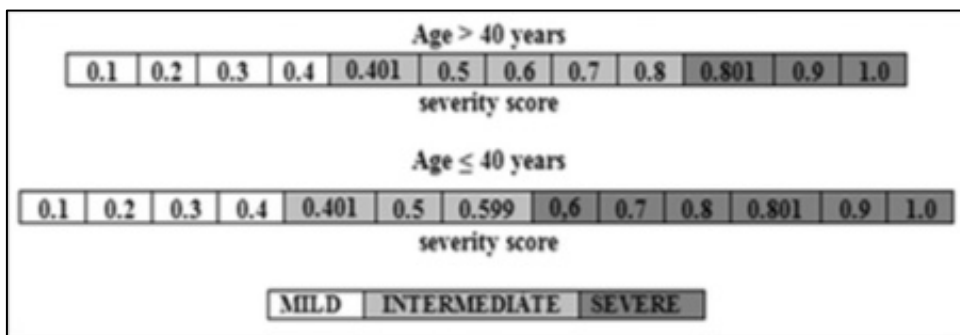 Age > 40 years
0.1 0.2 0.3 0.4 0.401 0.5 0.6 0.7 0.8 0.801 0.9 1.0
severity score
Age ≤ 40 years
0.1 0.2 0.3 0.4 0.401 0.5 0.599 0,6 0.7 0.8 0.801 0.9 1.0
severity score
MILD INTERMEDIATE SEVERE